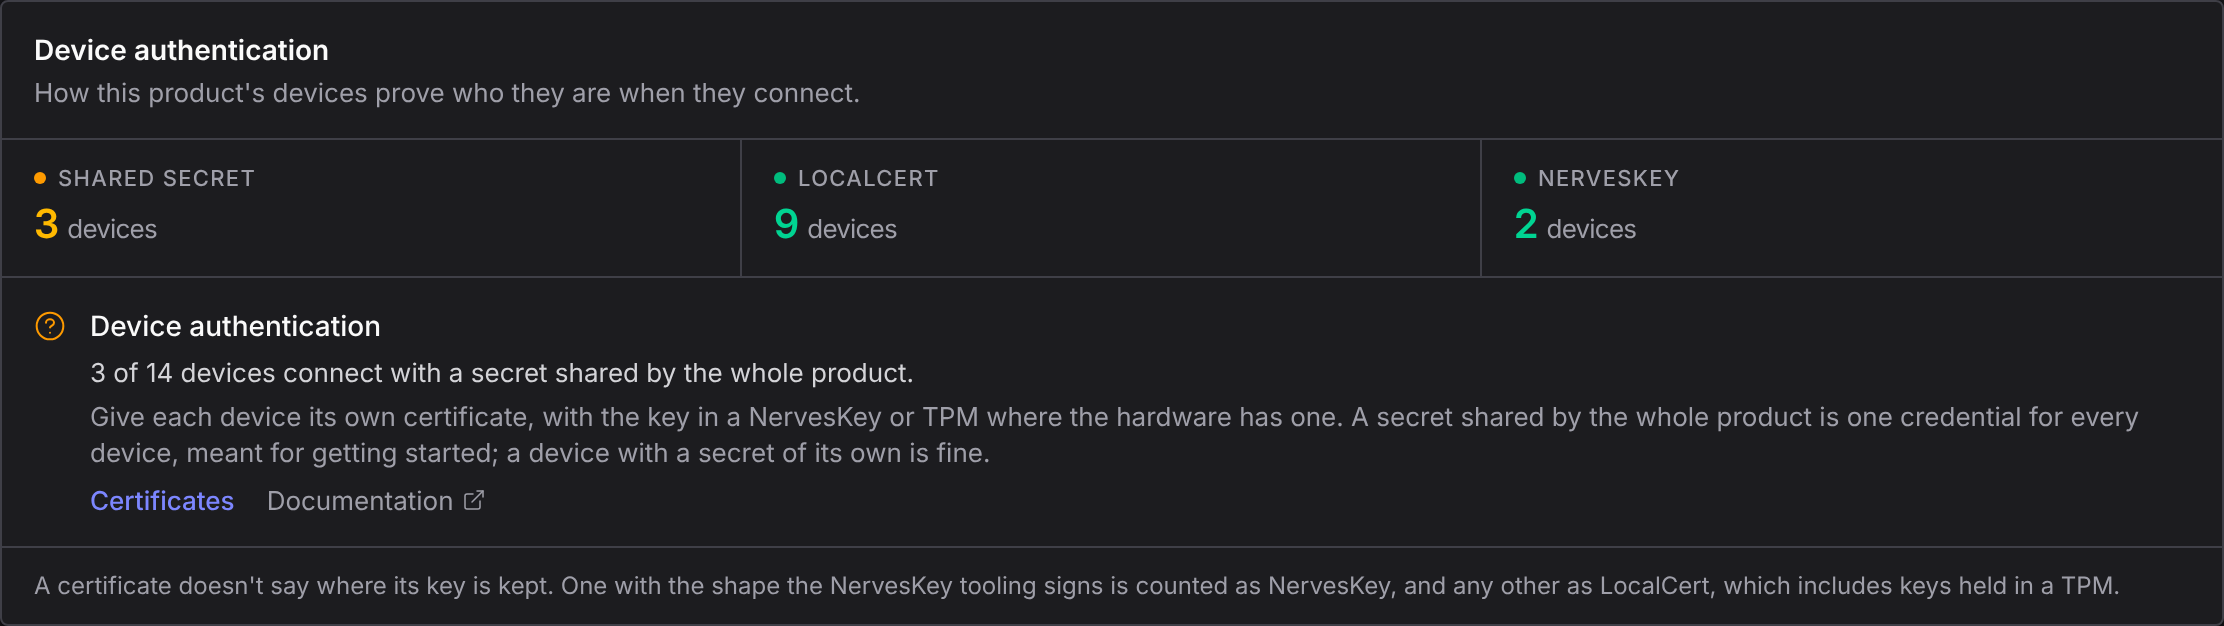 Device authentication
How this product's devices prove who they are when they connect.
SHARED SECRET
3 devices
LOCALCERT
9 devices
NERVESKEY
2 devices
Device authentication
3 of 14 devices connect with a secret shared by the whole product.
Give each device its own certificate, with the key in a NervesKey or TPM where the hardware has one. A secret shared by the whole product is one credential for every
device, meant for getting started; a device with a secret of its own is fine.
Certificates Documentation
A certificate doesn't say where its key is kept. One with the shape the NervesKey tooling signs is counted as NervesKey, and any other as LocalCert, which includes keys held in a TPM.